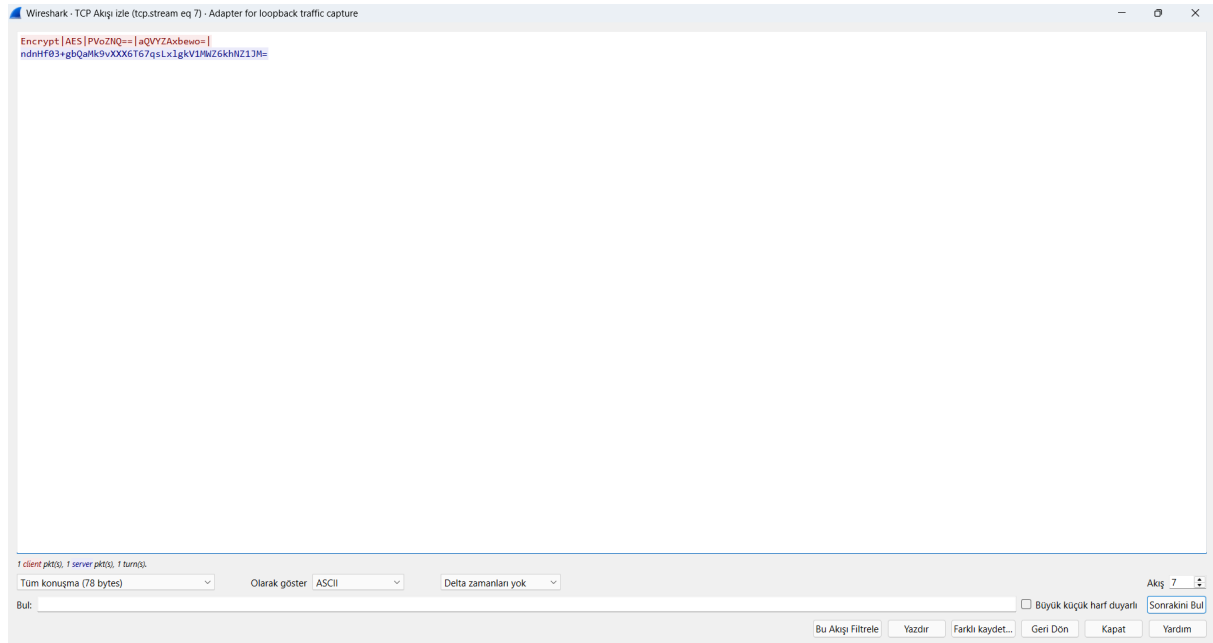 Wireshark · TCP Akışı izle (tcp.stream eq 7) · Adapter for loopback traffic capture
Encrypt|AES|PVoZNQ==|aQVYZAxbewo=|
ndnHf03+gbQaMk9vXXX6T67qsLxlgkV1MWZ6khNZ1JM=
1 client pkt(s), 1 server pkt(s), 1 turn(s).
Tüm konuşma (78 bytes) Olarak göster ASCII Delta zamanları yok Akış 7
Bul: Büyük küçük harf duyarlı Sonrakini Bul
Bu Akışı Filtrele Yazdır Farklı kaydet... Geri Dön Kapat Yardım